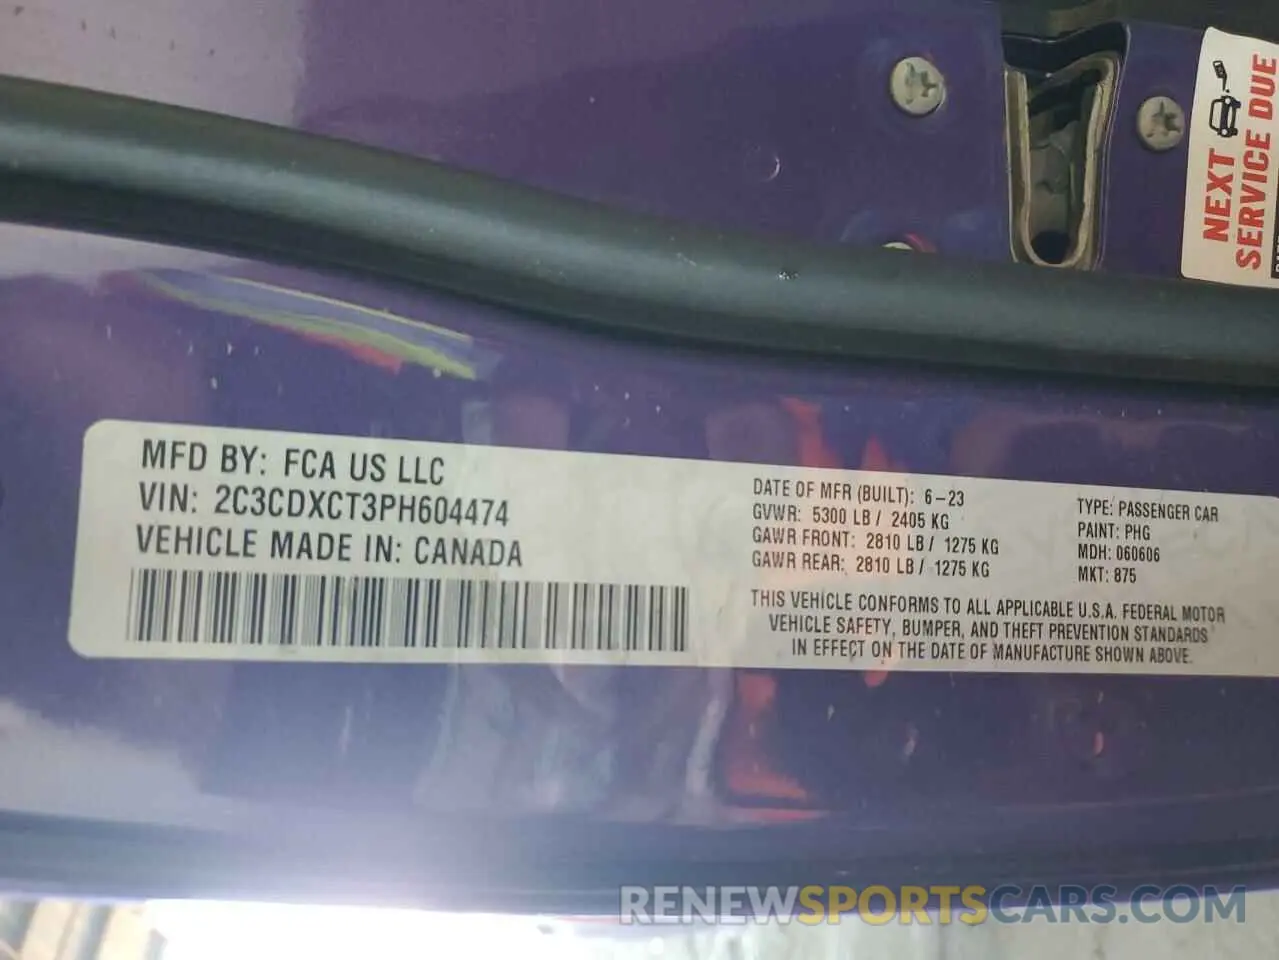 NEXT
SERVICE DUE
MFD BY: FCA US LLC
VIN: 2C3CDXCT3PH604474
VEHICLE MADE IN: CANADA
DATE OF MFR (BUILT): 6-23
GVWR: 5300 LB / 2405 KG
GAWR FRONT: 2810 LB / 1275 KG
GAWR REAR: 2810 LB / 1275 KG
TYPE: PASSENGER CAR
PAINT: PHG
MDH: 060606
MKT: 875
THIS VEHICLE CONFORMS TO ALL APPLICABLE U.S.A. FEDERAL MOTOR
VEHICLE SAFETY, BUMPER, AND THEFT PREVENTION STANDARDS
IN EFFECT ON THE DATE OF MANUFACTURE SHOWN ABOVE.
RENEWSPORTSCARS.COM